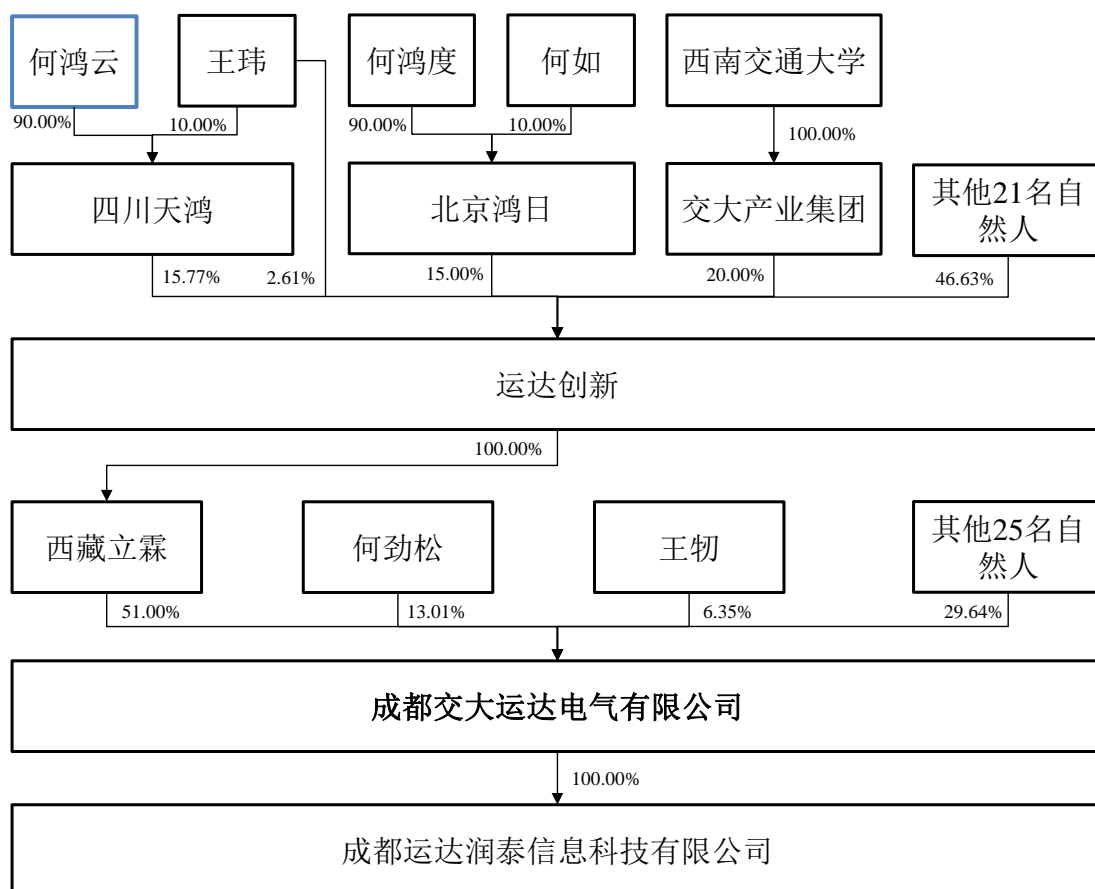 何鸿云
王玮
何鸿度
何如
西南交通大学
90.00%
10.00%
90.00%
10.00%
100.00%
四川天鸿
北京鸿日
交大产业集团
其他21名自
然人
15.77%
2.61%
15.00%
20.00%
46.63%
运达创新
100.00%
西藏立霖
何劲松
王牣
其他25名自
然人
51.00%
13.01%
6.35%
29.64%
成都交大运达电气有限公司
100.00%
成都运达润泰信息科技有限公司